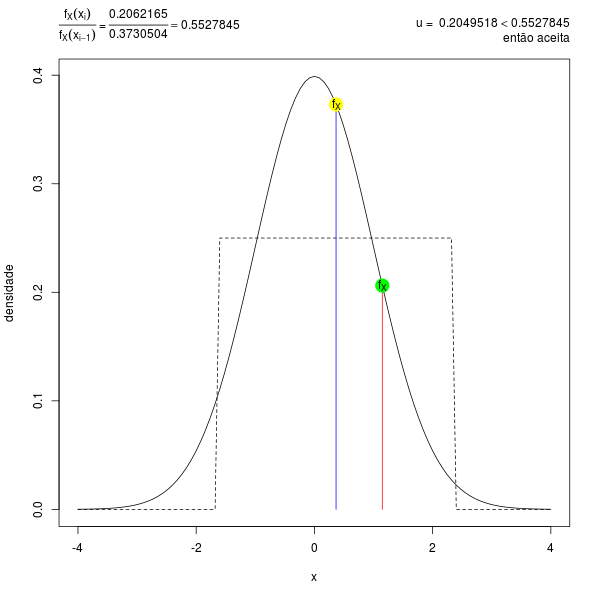 fX(xi) / fX(xi−1) = 0.2062165 / 0.3730504 = 0.5527845
u = 0.2049518 < 0.5527845
então aceita
0.4
0.3
0.2
0.1
0.0
densidade
fX
fX
-4 -2 0 2 4
x